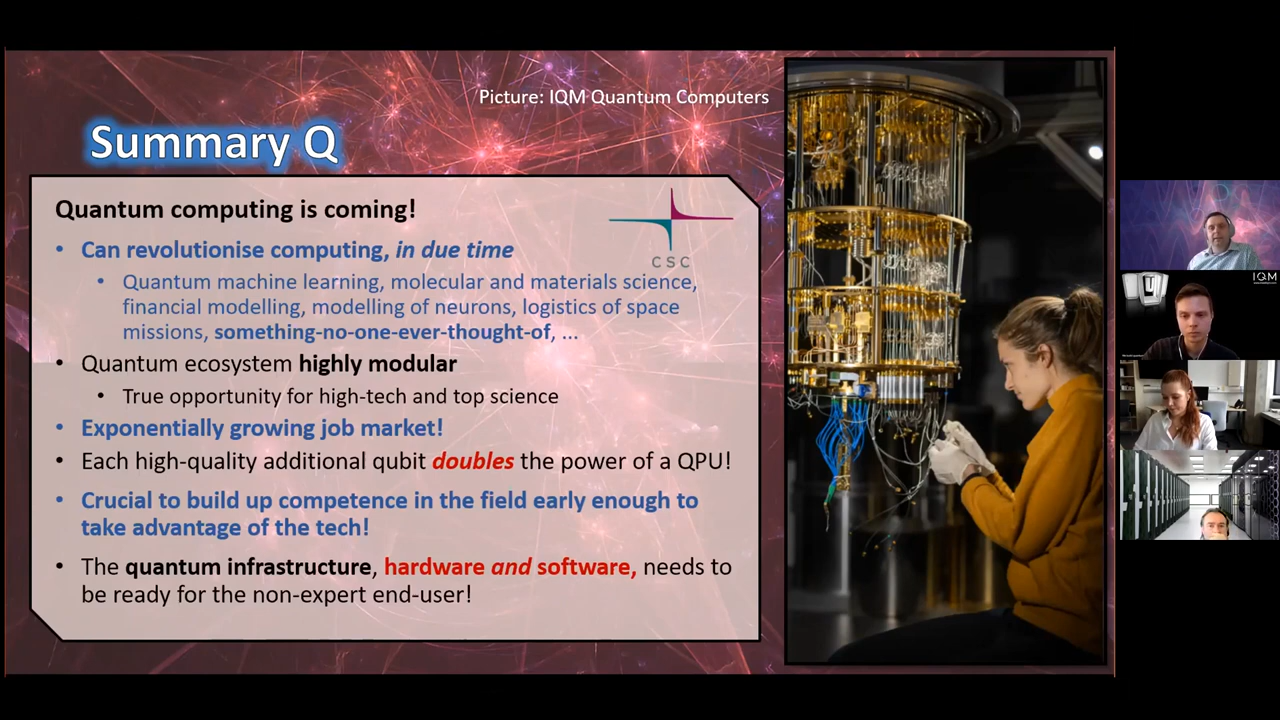 Picture: IQM Quantum Computers
Summary Q
Quantum computing is coming!
CSC
• Can revolutionise computing, in due time
• Quantum machine learning, molecular and materials science,
financial modelling, modelling of neurons, logistics of space
missions, something-no-one-ever-thought-of, ...
• Quantum ecosystem highly modular
• True opportunity for high-tech and top science
• Exponentially growing job market!
• Each high-quality additional qubit doubles the power of a QPU!
• Crucial to build up competence in the field early enough to
take advantage of the tech!
• The quantum infrastructure, hardware and software, needs to
be ready for the non-expert end-user!
IQM